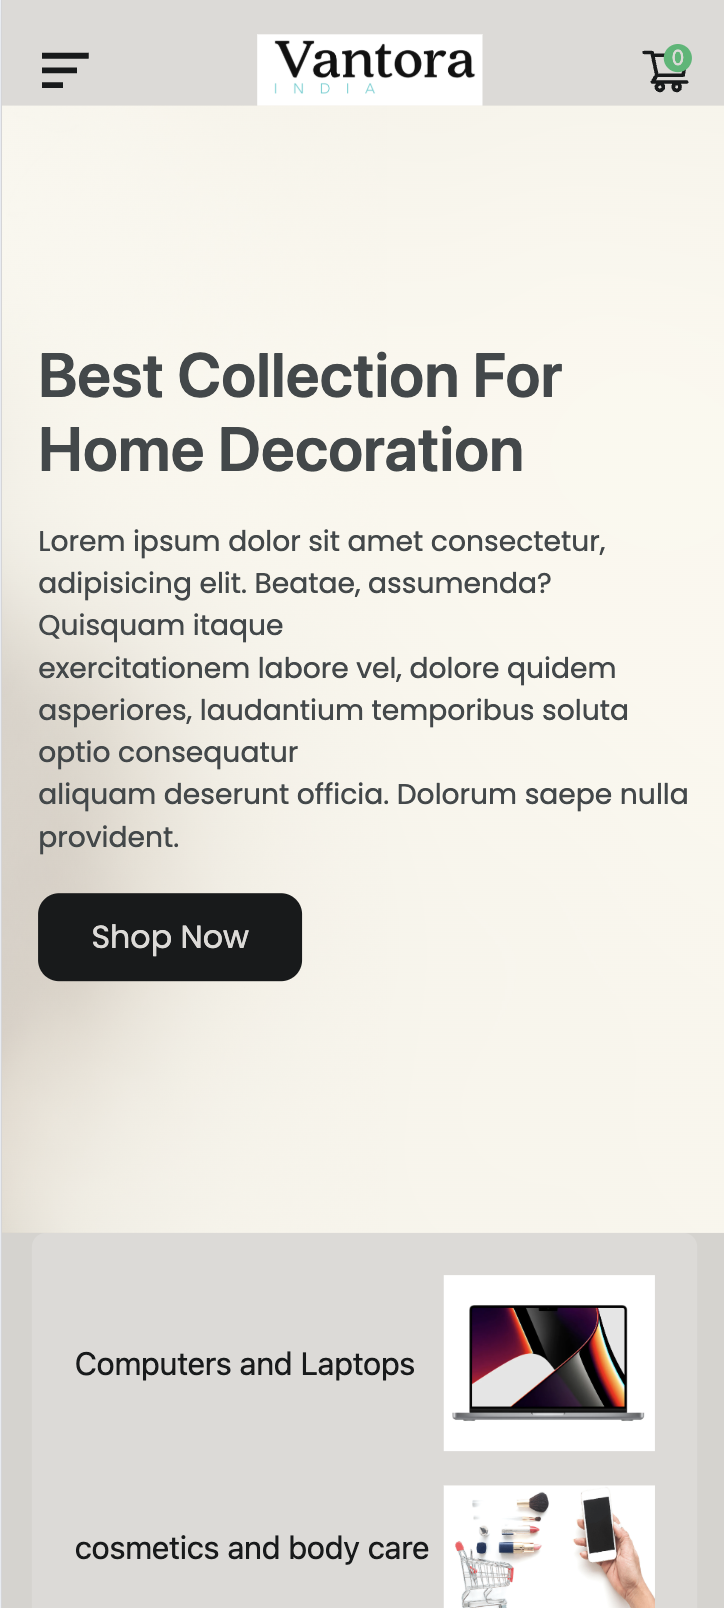 Vantora
INDIA
0
Best Collection For
Home Decoration
Lorem ipsum dolor sit amet consectetur,
adipisicing elit. Beatae, assumenda?
Quisquam itaque
exercitationem labore vel, dolore quidem
asperiores, laudantium temporibus soluta
optio consequatur
aliquam deserunt officia. Dolorum saepe nulla
provident.
Shop Now
Computers and Laptops
cosmetics and body care